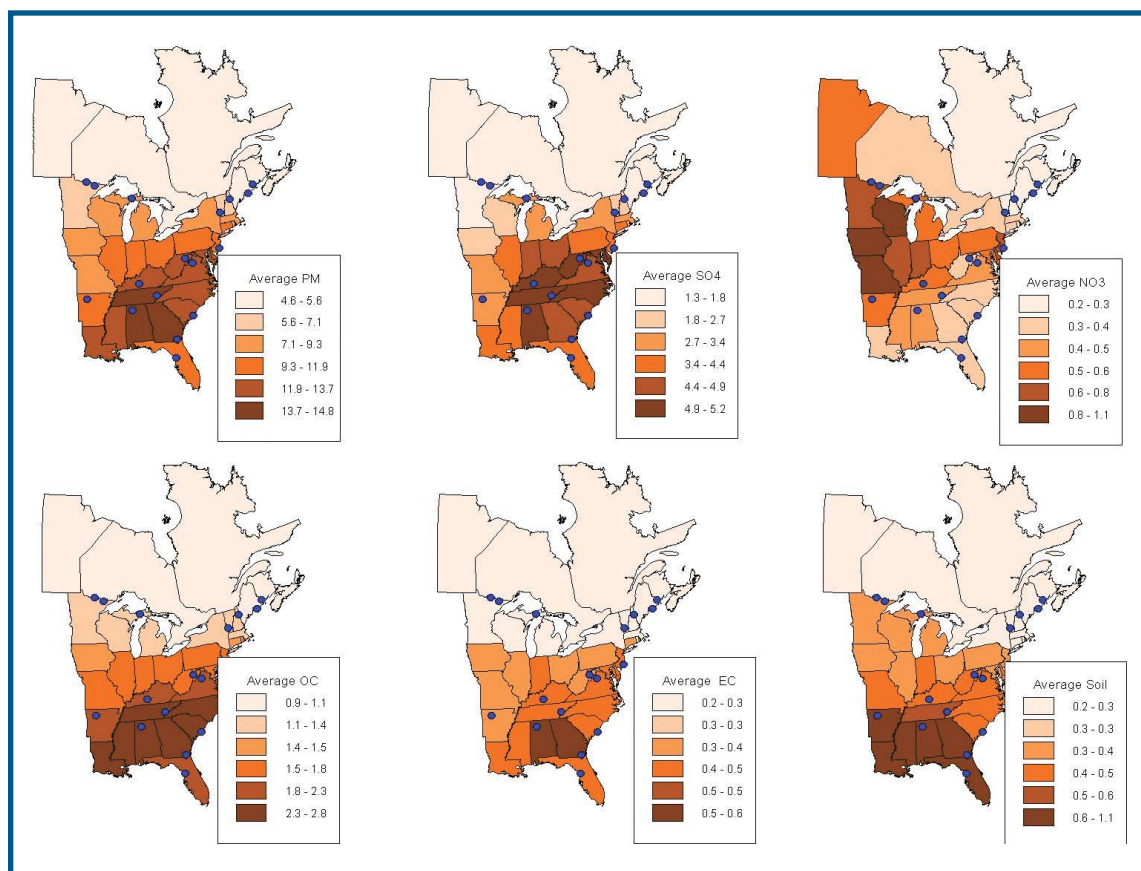 Average PM
4.6 - 5.6
5.6 - 7.1
7.1 - 9.3
9.3 - 11.9
11.9 - 13.7
13.7 - 14.8
Average SO4
1.3 - 1.8
1.8 - 2.7
2.7 - 3.4
3.4 - 4.4
4.4 - 4.9
4.9 - 5.2
Average NO3
0.2 - 0.3
0.3 - 0.4
0.4 - 0.5
0.5 - 0.6
0.6 - 0.8
0.8 - 1.1
Average OC
0.9 - 1.1
1.1 - 1.4
1.4 - 1.5
1.5 - 1.8
1.8 - 2.3
2.3 - 2.8
Average EC
0.2 - 0.3
0.3 - 0.3
0.3 - 0.4
0.4 - 0.5
0.5 - 0.5
0.5 - 0.6
Average Soil
0.2 - 0.3
0.3 - 0.3
0.3 - 0.4
0.4 - 0.5
0.5 - 0.6
0.6 - 1.1